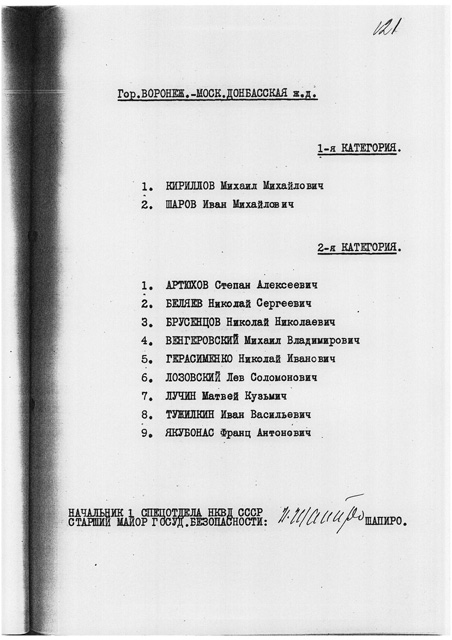 121
Гор.ВОРОНЕЖ.-МОСК.ДОНБАССКАЯ ж.д.
1-я КАТЕГОРИЯ.
1. КИРИЛЛОВ Михаил Михайлович
2. ШАРОВ Иван Михайлович
2-я КАТЕГОРИЯ.
1. АРТЮХОВ Степан Алексеевич
2. БЕЛЯЕВ Николай Сергеевич
3. БРУСЕНЦОВ Николай Николаевич
4. ВЕНГЕРОВСКИЙ Михаил Владимирович
5. ГЕРАСИМЕНКО Николай Иванович
6. ЛОЗОВСКИЙ Лев Соломонович
7. ЛУЧИН Матвей Кузьмич
8. ТУЖИЛКИН Иван Васильевич
9. ЯКУБОНАС Франц Антонович
НАЧАЛЬНИК 1 СПЕЦОТДЕЛА НКВД СССР
СТАРШИЙ МАЙОР ГОСУД.БЕЗОПАСНОСТИ: И.Шапиро ШАПИРО.